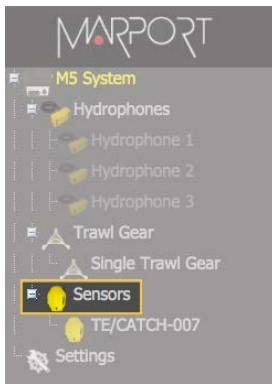 MARPORT
M5 System
Hydrophones
Hydrophone 1
Hydrophone 2
Hydrophone 3
Trawl Gear
Single Trawl Gear
Sensors
TE/CATCH-007
Settings